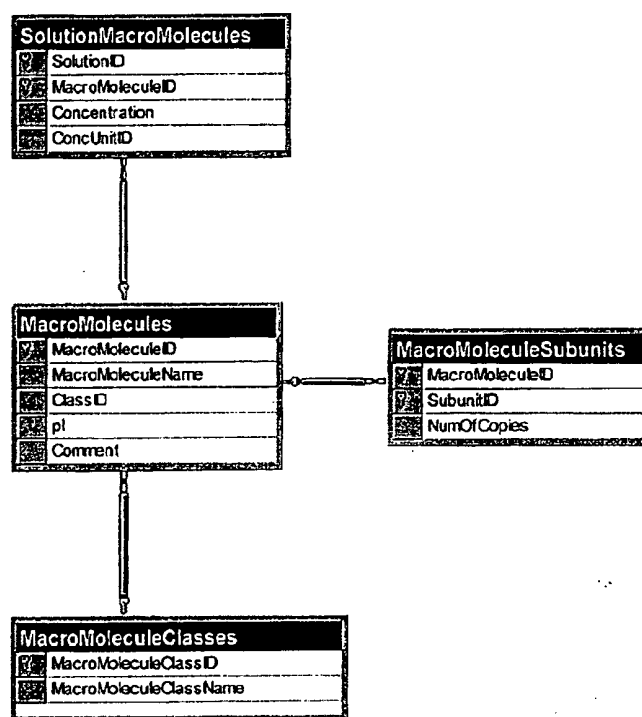 SolutionMacroMolecules
SolutionID
MacroMoleculeID
Concentration
ConcUnitID
MacroMolecules
MacroMoleculeID
MacroMoleculeName
ClassID
pI
Comment
MacroMoleculeSubunits
MacroMoleculeID
SubunitID
NumOfCopies
MacroMoleculeClasses
MacroMoleculeClassID
MacroMoleculeClassName